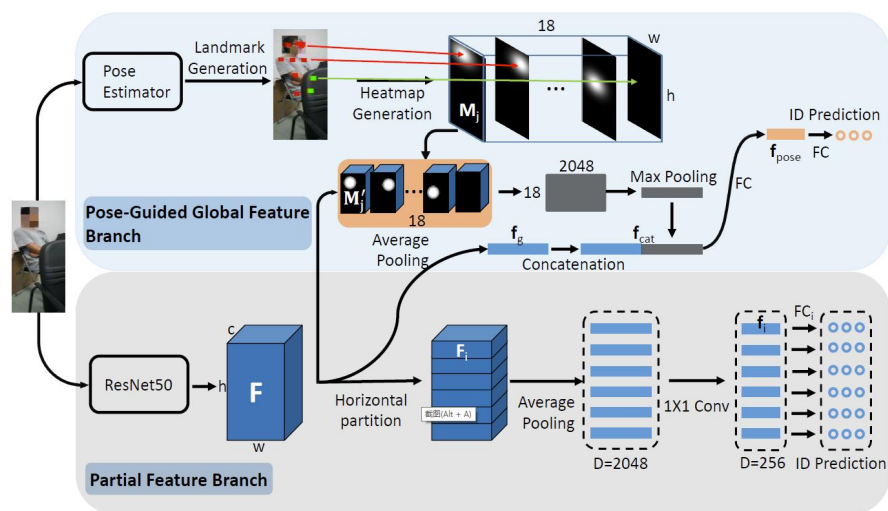 18
w
h
Landmark
Generation
Pose
Estimator
Heatmap
Generation
M_j
ID Prediction
f_pose
FC
FC
2048
18
Max Pooling
M'_j
18
Average
Pooling
f_g
f_cat
Concatenation
Pose-Guided Global Feature
Branch
c
h
F
w
ResNet50
Horizontal
partition
F_i
截图(Alt + A)
Average
Pooling
D=2048
1X1 Conv
f_i
FC_i
D=256
ID Prediction
Partial Feature Branch